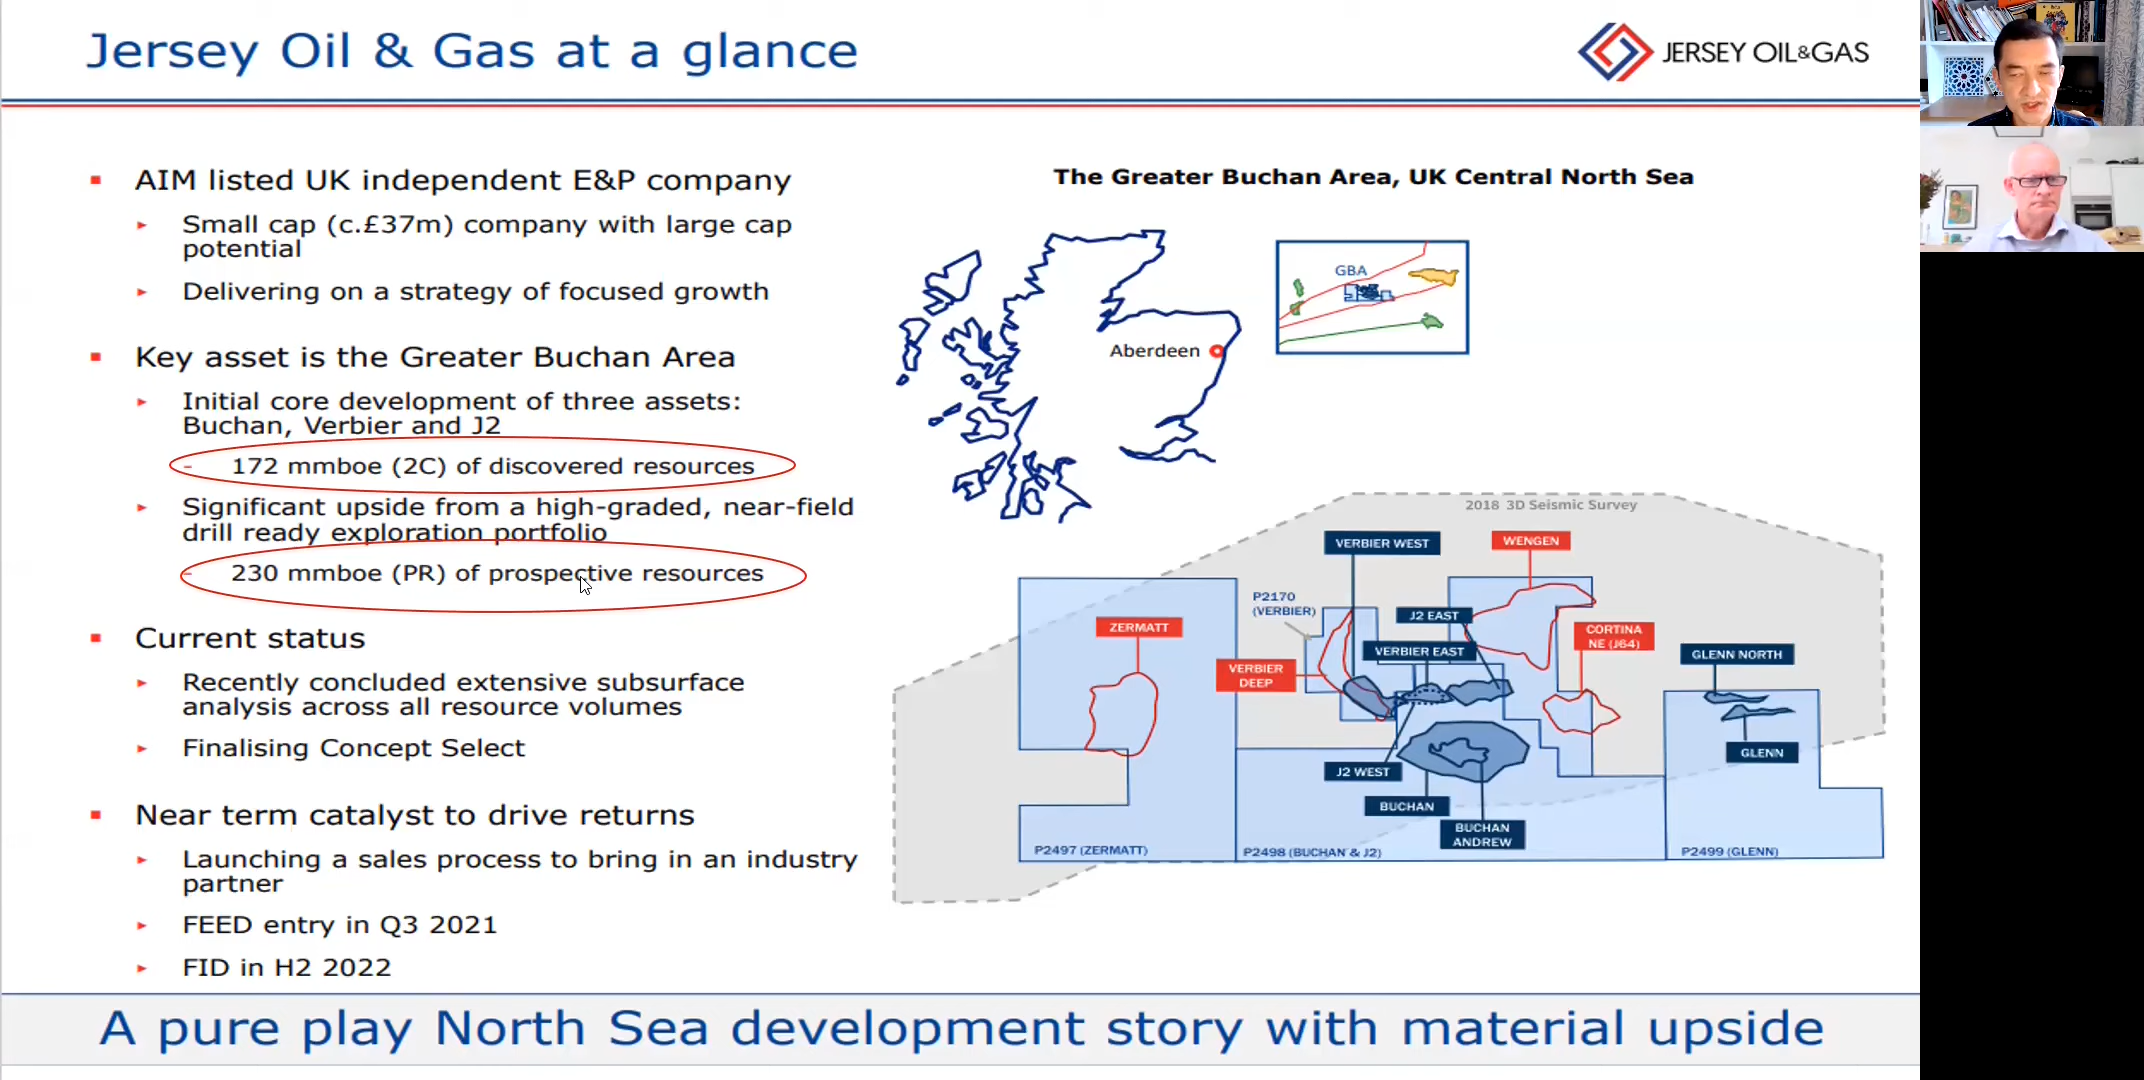 Jersey Oil & Gas at a glance
JERSEY OIL&GAS
AIM listed UK independent E&P company
Small cap (c.£37m) company with large cap
potential
Delivering on a strategy of focused growth
Key asset is the Greater Buchan Area
Initial core development of three assets:
Buchan, Verbier and J2
- 172 mmboe (2C) of discovered resources
Significant upside from a high-graded, near-field
drill ready exploration portfolio
- 230 mmboe (PR) of prospective resources
Current status
Recently concluded extensive subsurface
analysis across all resource volumes
Finalising Concept Select
Near term catalyst to drive returns
Launching a sales process to bring in an industry
partner
FEED entry in Q3 2021
FID in H2 2022
The Greater Buchan Area, UK Central North Sea
GBA
Aberdeen
2018 3D Seismic Survey
VERBIER WEST
WENGEN
P2170
(VERBIER)
J2 EAST
ZERMATT
CORTINA
NE (J64)
VERBIER EAST
GLENN NORTH
VERBIER
DEEP
GLENN
J2 WEST
BUCHAN
BUCHAN
ANDREW
P2497 (ZERMATT)
P2498 (BUCHAN & J2)
P2499 (GLENN)
A pure play North Sea development story with material upside